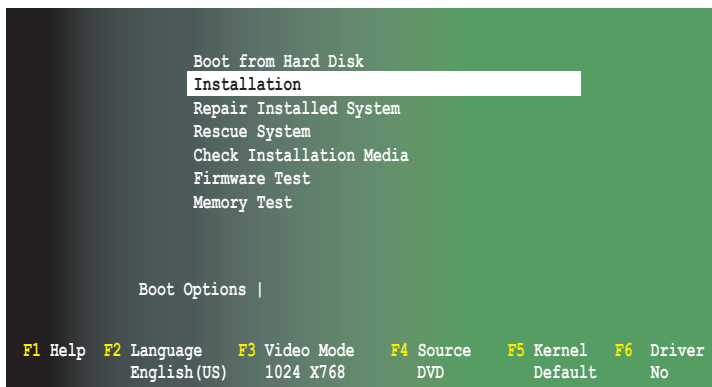 Boot from Hard Disk
Installation
Repair Installed System
Rescue System
Check Installation Media
Firmware Test
Memory Test
Boot Options |
F1 Help F2 Language F3 Video Mode F4 Source F5 Kernel F6 Driver
English(US) 1024 X768 DVD Default No